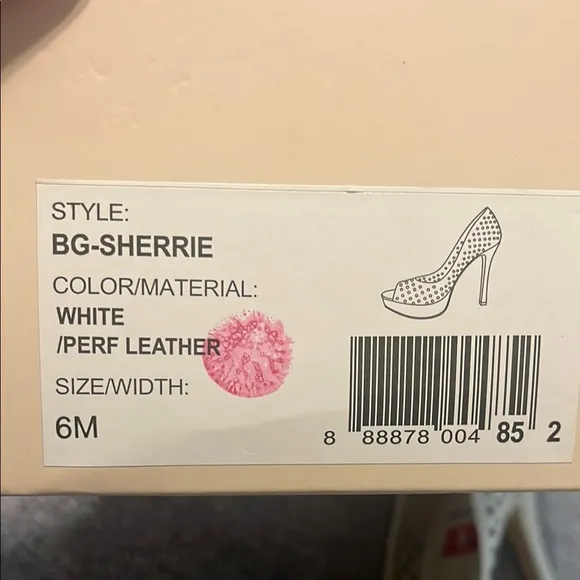 STYLE:
BG-SHERRIE
COLOR/MATERIAL:
WHITE
/PERF LEATHER
SIZE/WIDTH:
6M
8 88878 004 85 2